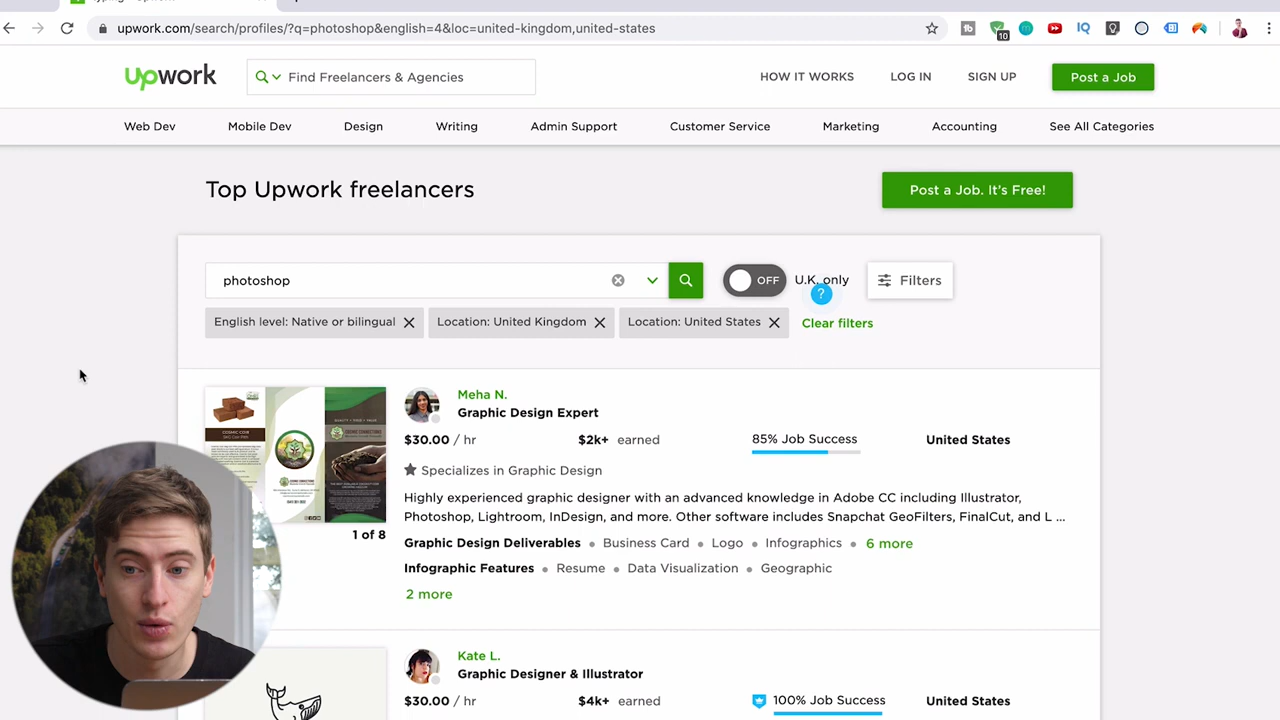 upwork.com/search/profiles/?q=photoshop&english=4&loc=united-kingdom,united-states
10
upwork
Find Freelancers & Agencies
HOW IT WORKS
LOG IN
SIGN UP
Post a Job
Web Dev
Mobile Dev
Design
Writing
Admin Support
Customer Service
Marketing
Accounting
See All Categories
Top Upwork freelancers
Post a Job. It's Free!
photoshop
OFF
U.K. only
?
Filters
English level: Native or bilingual
Location: United Kingdom
Location: United States
Clear filters
Meha N.
Graphic Design Expert
$30.00 / hr
$2k+ earned
85% Job Success
United States
Specializes in Graphic Design
Highly experienced graphic designer with an advanced knowledge in Adobe CC including Illustrator,
Photoshop, Lightroom, InDesign, and more. Other software includes Snapchat GeoFilters, FinalCut, and L ...
1 of 8
Graphic Design Deliverables • Business Card • Logo • Infographics • 6 more
Infographic Features • Resume • Data Visualization • Geographic
2 more
Kate L.
Graphic Designer & Illustrator
$30.00 / hr
$4k+ earned
100% Job Success
United States